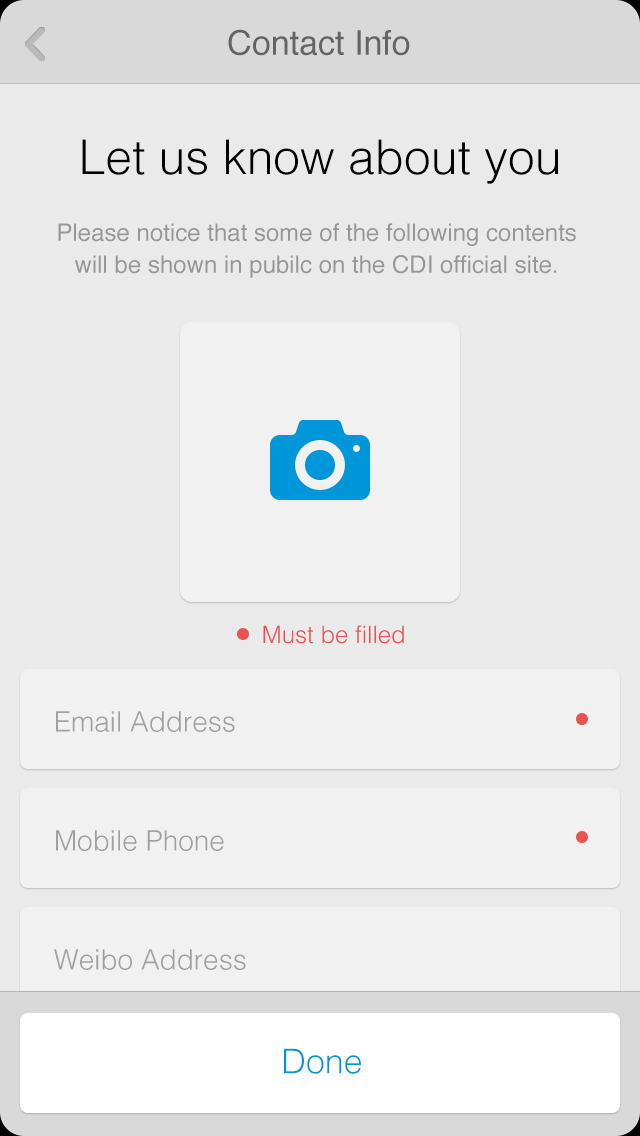 Contact Info
Let us know about you
Please notice that some of the following contents
will be shown in pubilc on the CDI official site.
Must be filled
Email Address
Mobile Phone
Weibo Address
Done